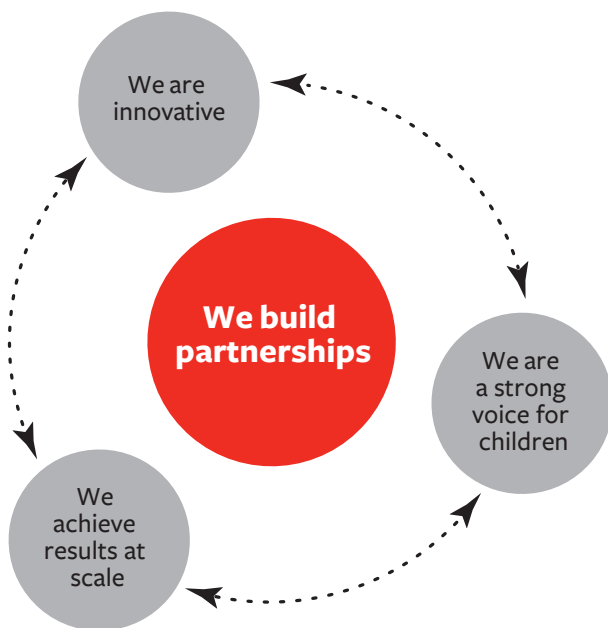 We are
innovative
We build
partnerships
We are
a strong
voice for
children
We
achieve
results at
scale